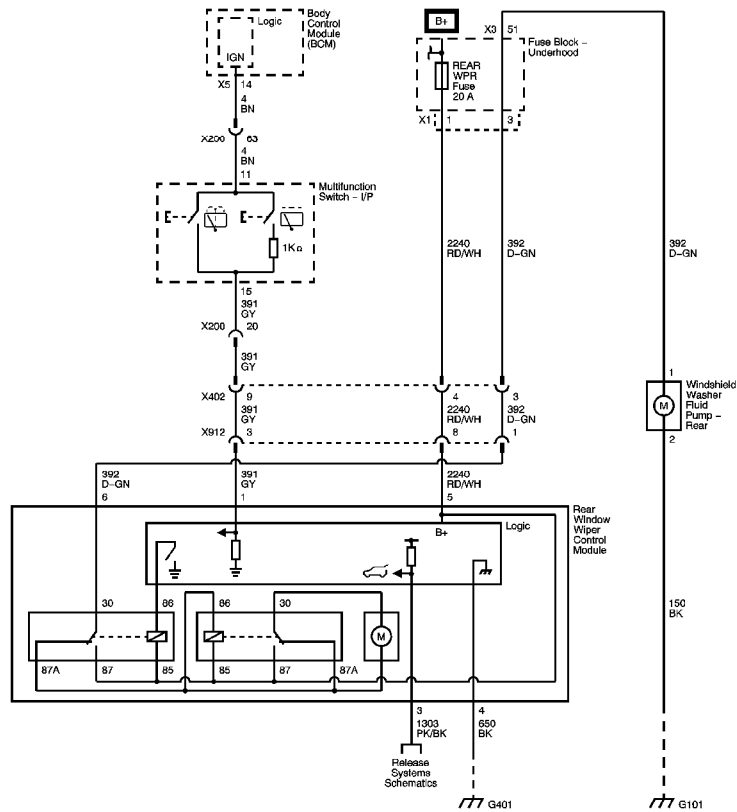 Logic
IGN
Body
Control
Module
(BCM)
X5
14
4
BN
X200
63
4
BN
11
Multifunction
Switch – I/P
1KΩ
15
391
GY
X200
20
391
GY
X402
9
391
GY
X912
3
391
GY
1
B+
X3
51
Fuse Block –
Underhood
REAR
WPR
Fuse
20 A
X1
1
3
2240
RD/WH
392
D–GN
392
D–GN
4
3
2240
RD/WH
392
D–GN
8
1
2240
RD/WH
5
392
D–GN
6
1
M
2
Windshield
Washer
Fluid
Pump –
Rear
Rear
Window
Wiper
Control
Module
B+
Logic
30
86
86
30
M
87A
87
85
85
87
87A
150
BK
3
1303
PK/BK
4
650
BK
Release
Systems
Schematics
G401
G101